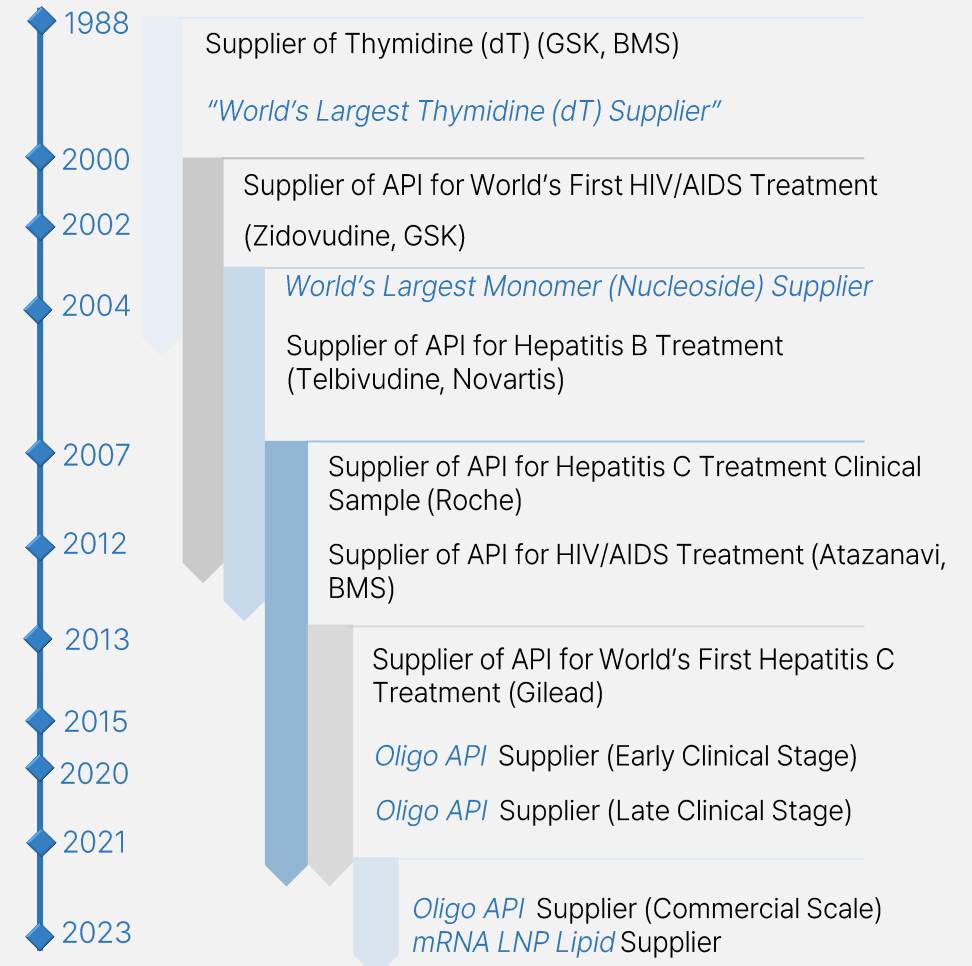 1988
Supplier of Thymidine (dT) (GSK, BMS)
“World’s Largest Thymidine (dT) Supplier”
2000
Supplier of API for World’s First HIV/AIDS Treatment
2002
(Zidovudine, GSK)
World’s Largest Monomer (Nucleoside) Supplier
2004
Supplier of API for Hepatitis B Treatment
(Telbivudine, Novartis)
2007
Supplier of API for Hepatitis C Treatment Clinical
Sample (Roche)
2012
Supplier of API for HIV/AIDS Treatment (Atazanavi,
BMS)
2013
Supplier of API for World’s First Hepatitis C
Treatment (Gilead)
2015
Oligo API Supplier (Early Clinical Stage)
2020
Oligo API Supplier (Late Clinical Stage)
2021
Oligo API Supplier (Commercial Scale)
2023
mRNA LNP Lipid Supplier